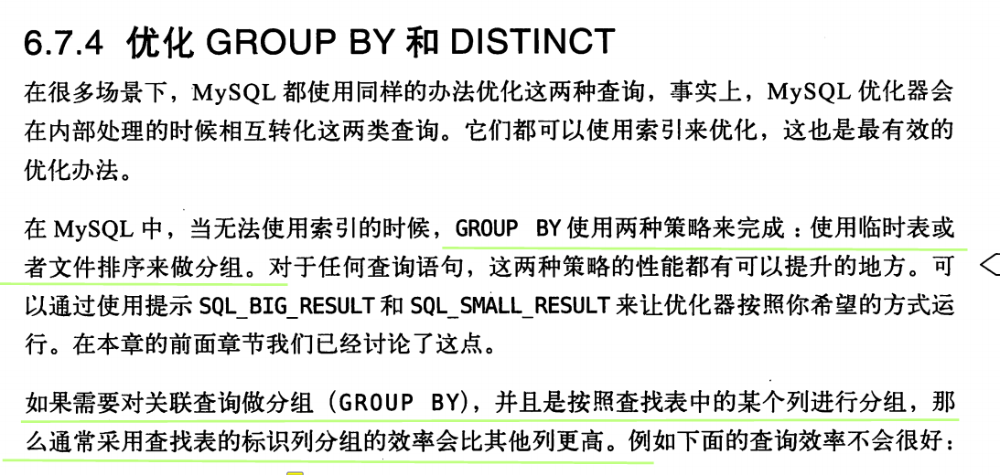 6.7.4 优化 GROUP BY 和 DISTINCT
在很多场景下，MySQL 都使用同样的办法优化这两种查询，事实上，MySQL 优化器会
在内部处理的时候相互转化这两类查询。它们都可以使用索引来优化，这也是最有效的
优化办法。
在 MySQL 中，当无法使用索引的时候，GROUP BY 使用两种策略来完成：使用临时表或
者文件排序来做分组。对于任何查询语句，这两种策略的性能都有可以提升的地方。可
以通过使用提示 SQL_BIG_RESULT 和 SQL_SMALL_RESULT 来让优化器按照你希望的方式运
行。在本章的前面章节我们已经讨论了这点。
如果需要对关联查询做分组（GROUP BY），并且是按照查找表中的某个列进行分组，那
么通常采用查找表的标识列分组的效率会比其他列更高。例如下面的查询效率不会很好：